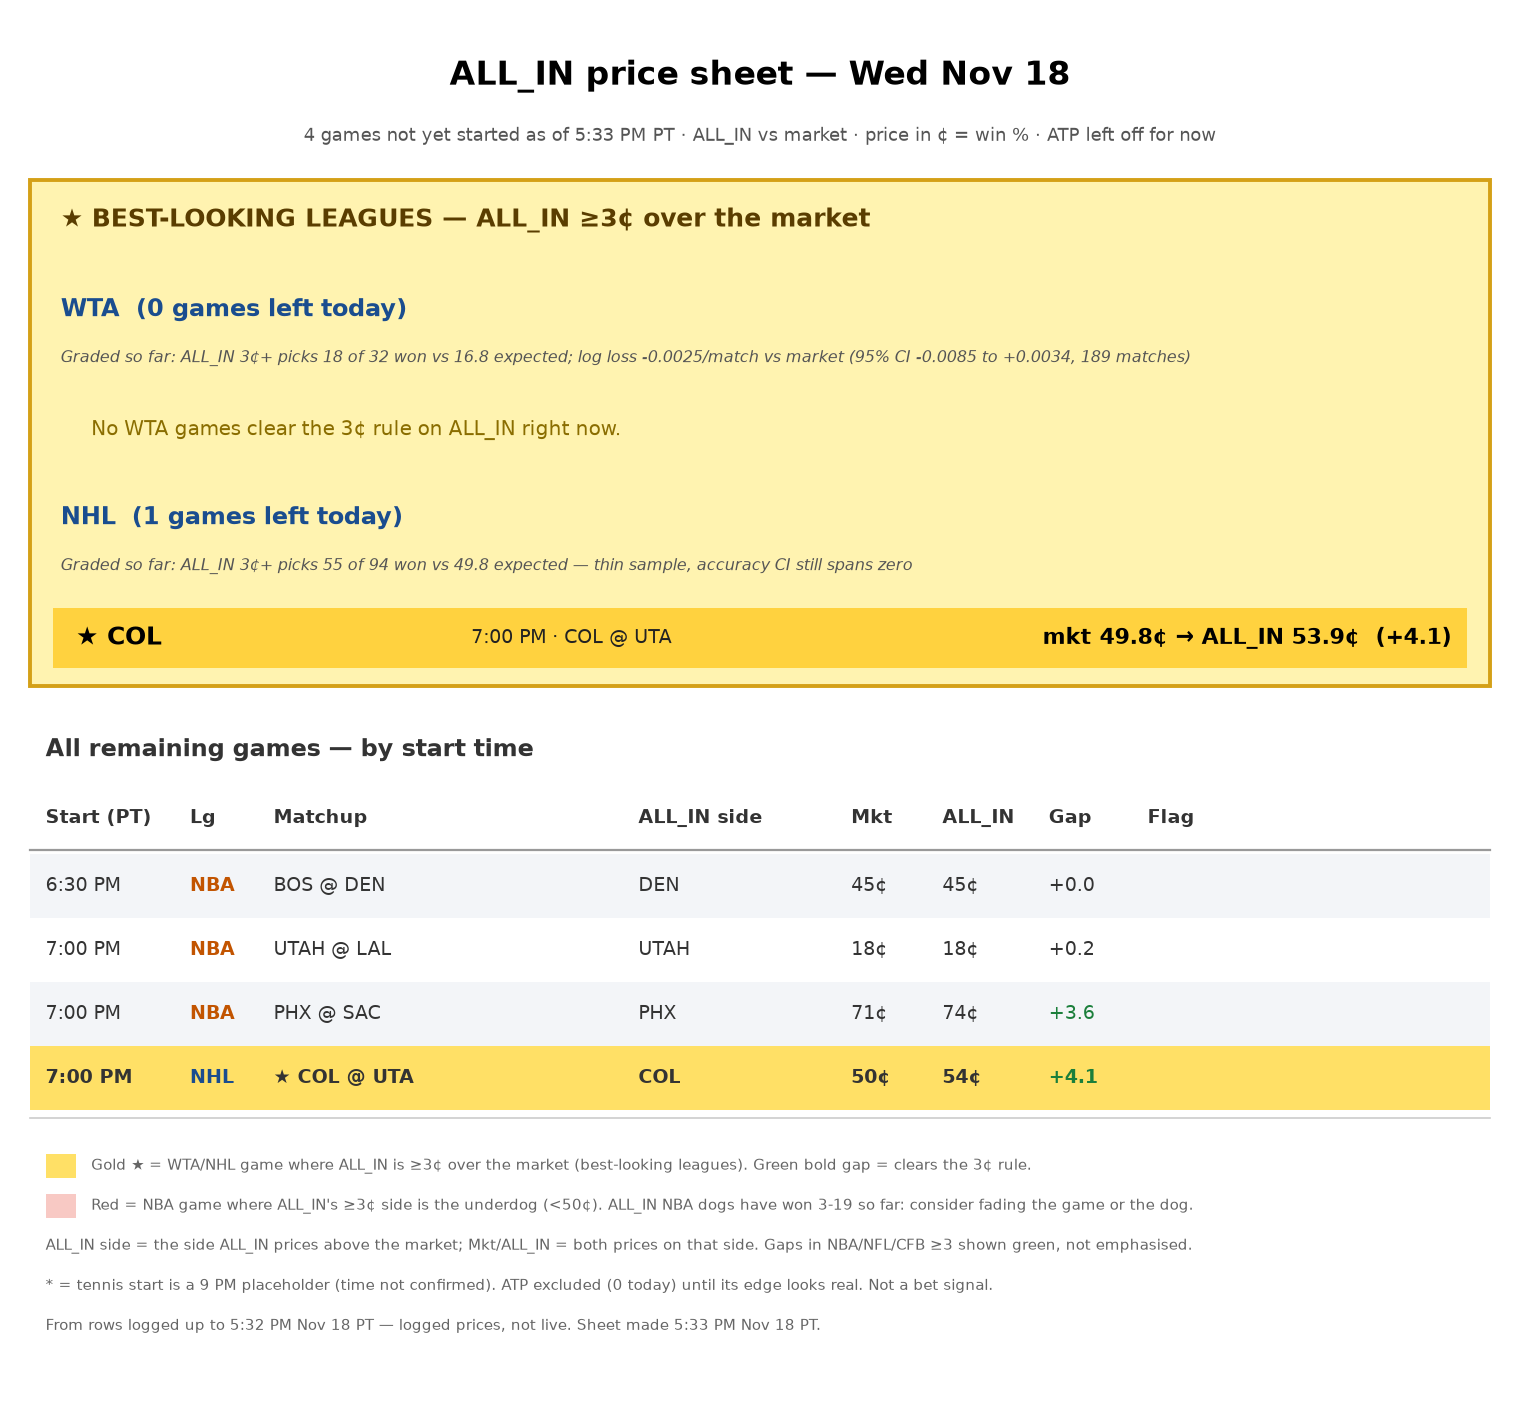 ALL_IN price sheet — Wed Nov 18
4 games not yet started as of 5:33 PM PT · ALL_IN vs market · price in ¢ = win % · ATP left off for now
★ BEST-LOOKING LEAGUES — ALL_IN ≥3¢ over the market
WTA (0 games left today)
Graded so far: ALL_IN 3¢+ picks 18 of 32 won vs 16.8 expected; log loss -0.0025/match vs market (95% CI -0.0085 to +0.0034, 189 matches)
No WTA games clear the 3¢ rule on ALL_IN right now.
NHL (1 games left today)
Graded so far: ALL_IN 3¢+ picks 55 of 94 won vs 49.8 expected — thin sample, accuracy CI still spans zero
★ COL 7:00 PM · COL @ UTA mkt 49.8¢ → ALL_IN 53.9¢ (+4.1)
All remaining games — by start time
Start (PT) Lg Matchup ALL_IN side Mkt ALL_IN Gap Flag
6:30 PM NBA BOS @ DEN DEN 45¢ 45¢ +0.0
7:00 PM NBA UTAH @ LAL UTAH 18¢ 18¢ +0.2
7:00 PM NBA PHX @ SAC PHX 71¢ 74¢ +3.6
7:00 PM NHL ★ COL @ UTA COL 50¢ 54¢ +4.1
Gold ★ = WTA/NHL game where ALL_IN is ≥3¢ over the market (best-looking leagues). Green bold gap = clears the 3¢ rule.
Red = NBA game where ALL_IN's ≥3¢ side is the underdog (<50¢). ALL_IN NBA dogs have won 3-19 so far: consider fading the game or the dog.
ALL_IN side = the side ALL_IN prices above the market; Mkt/ALL_IN = both prices on that side. Gaps in NBA/NFL/CFB ≥3 shown green, not emphasised.
* = tennis start is a 9 PM placeholder (time not confirmed). ATP excluded (0 today) until its edge looks real. Not a bet signal.
From rows logged up to 5:32 PM Nov 18 PT — logged prices, not live. Sheet made 5:33 PM Nov 18 PT.